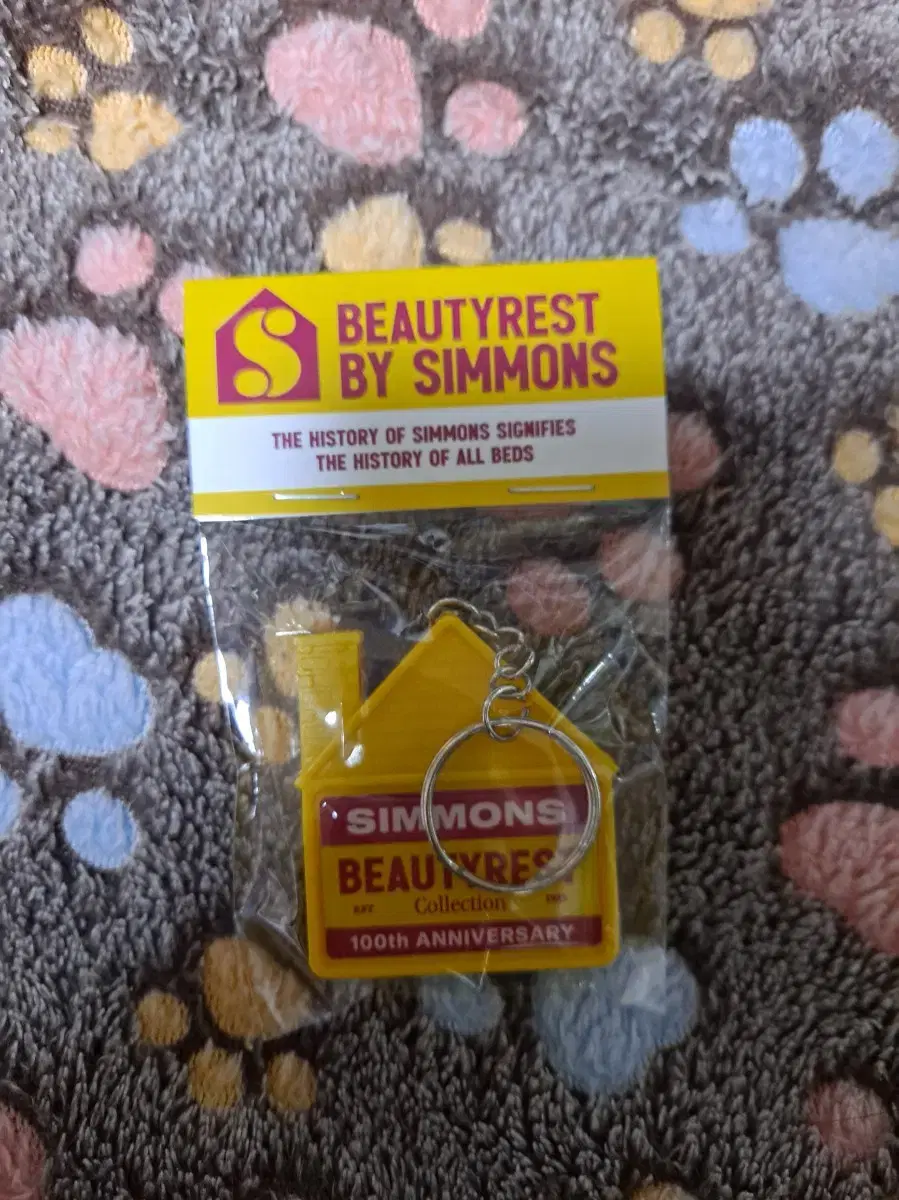 BEAUTYREST
BY SIMMONS
THE HISTORY OF SIMMONS SIGNIFIES
THE HISTORY OF ALL BEDS
SIMMONS
BEAUTYREST
Collection
100th ANNIVERSARY